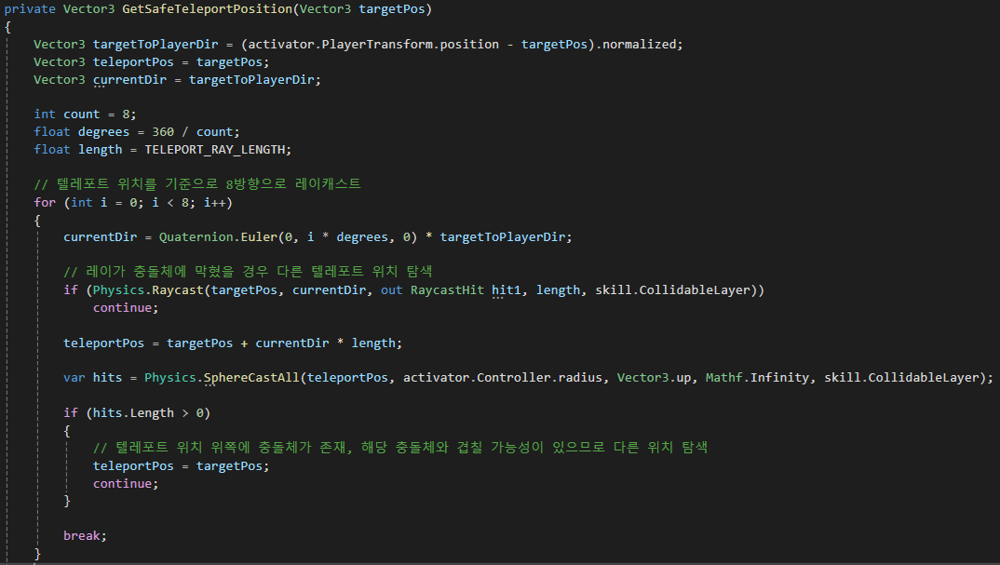 private Vector3 GetSafeTeleportPosition(Vector3 targetPos)
{
    Vector3 targetToPlayerDir = (activator.PlayerTransform.position - targetPos).normalized;
    Vector3 teleportPos = targetPos;
    Vector3 currentDir = targetToPlayerDir;

    int count = 8;
    float degrees = 360 / count;
    float length = TELEPORT_RAY_LENGTH;

    // 텔레포트 위치를 기준으로 8방향으로 레이캐스트
    for (int i = 0; i < 8; i++)
    {
        currentDir = Quaternion.Euler(0, i * degrees, 0) * targetToPlayerDir;

        // 레이가 충돌체에 막혔을 경우 다른 텔레포트 위치 탐색
        if (Physics.Raycast(targetPos, currentDir, out RaycastHit hit1, length, skill.CollidableLayer))
            continue;

        teleportPos = targetPos + currentDir * length;

        var hits = Physics.SphereCastAll(teleportPos, activator.Controller.radius, Vector3.up, Mathf.Infinity, skill.CollidableLayer);

        if (hits.Length > 0)
        {
            // 텔레포트 위치 위쪽에 충돌체가 존재, 해당 충돌체와 겹칠 가능성이 있으므로 다른 위치 탐색
            teleportPos = targetPos;
            continue;
        }

        break;
    }